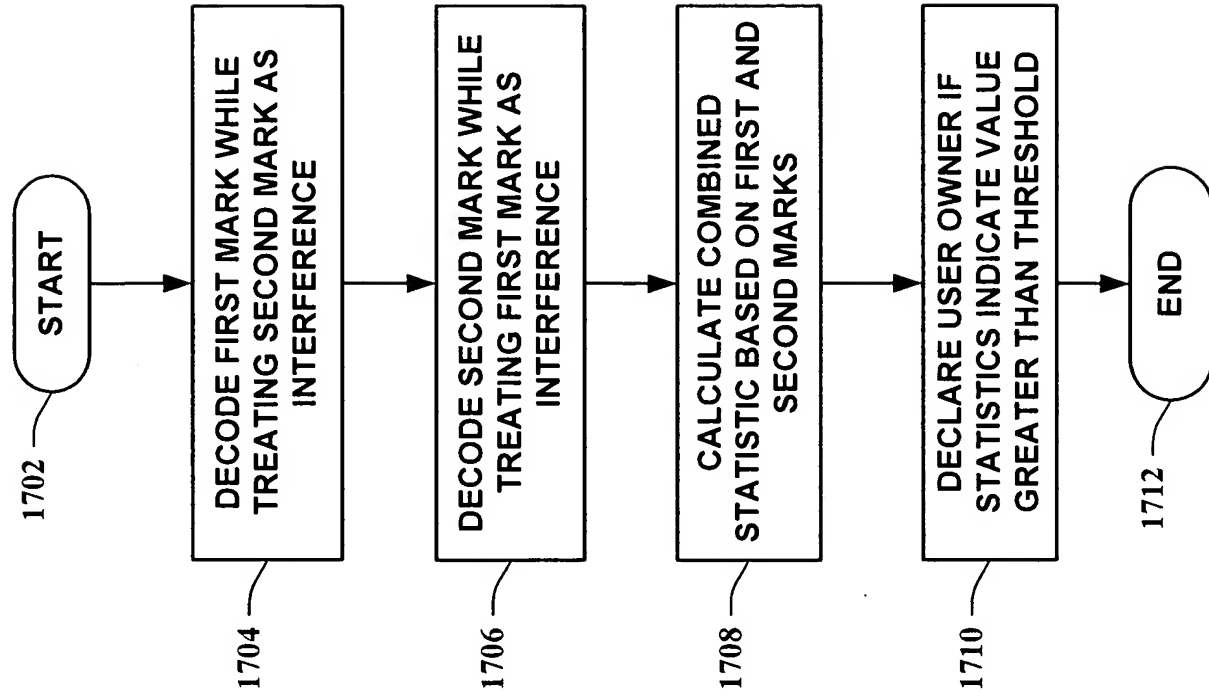 START
1702
DECODE FIRST MARK WHILE
TREATING SECOND MARK AS
INTERFERENCE
1704
DECODE SECOND MARK WHILE
TREATING FIRST MARK AS
INTERFERENCE
1706
CALCULATE COMBINED
STATISTIC BASED ON FIRST AND
SECOND MARKS
1708
DECLARE USER OWNER IF
STATISTICS INDICATE VALUE
GREATER THAN THRESHOLD
1710
END
1712